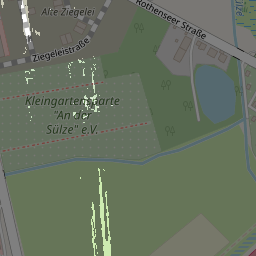 Alte Ziegelei
Rothenseer Straße
Ziegeleistraße
Kleingartensparte
"An der
Sülze" e.V.